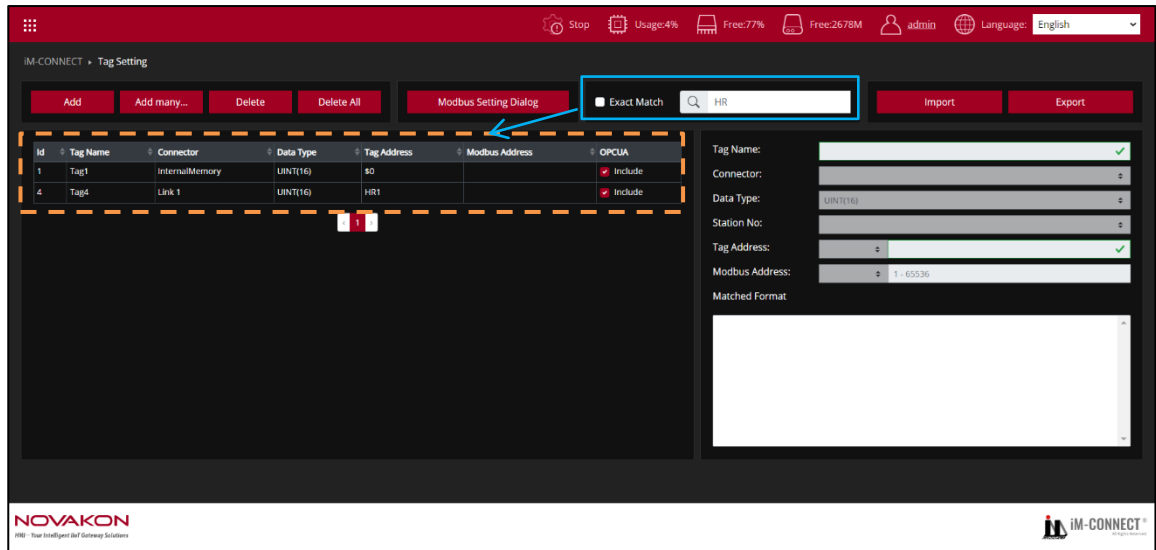 Stop Usage:4% Free:77% Free:2678M admin Language: English
iM-CONNECT ▸ Tag Setting
Add Add many... Delete Delete All Modbus Setting Dialog Exact Match HR Import Export
Id Tag Name Connector Data Type Tag Address Modbus Address OPCUA
1 Tag1 InternalMemory UINT(16) $0 Include
4 Tag4 Link 1 UINT(16) HR1 Include
‹ 1 ›
Tag Name:
Connector:
Data Type: UINT(16)
Station No:
Tag Address:
Modbus Address: 1 - 65536
Matched Format
NOVAKON
HMI - Your Intelligent IIoT Gateway Solutions
iM-CONNECT®
All Rights Reserved